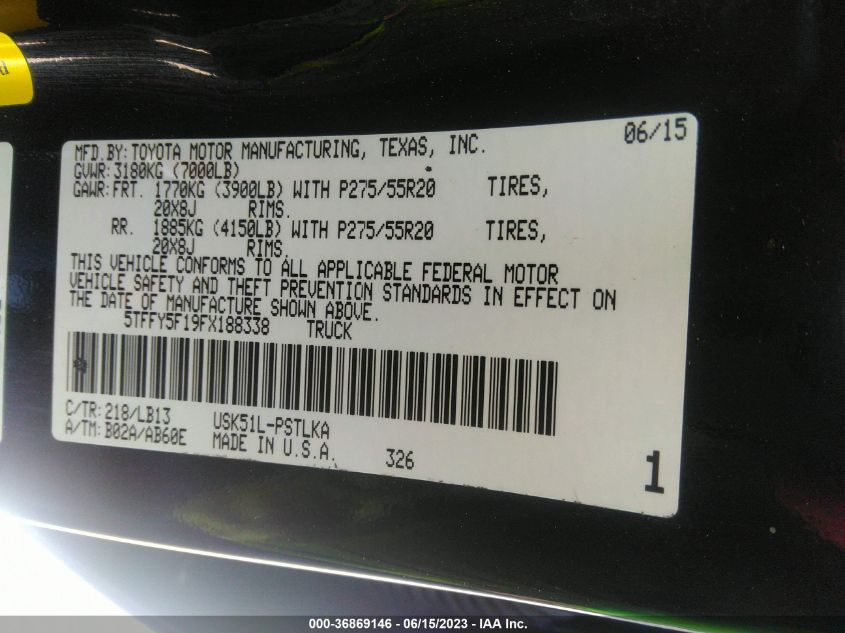 MFD.BY: TOYOTA MOTOR MANUFACTURING, TEXAS, INC. 06/15
GVWR: 3180KG (7000LB)
GAWR: FRT. 1770KG (3900LB) WITH P275/55R20 TIRES,
20X8J RIMS.
RR. 1885KG (4150LB) WITH P275/55R20 TIRES,
20X8J RIMS.
THIS VEHICLE CONFORMS TO ALL APPLICABLE FEDERAL MOTOR
VEHICLE SAFETY AND THEFT PREVENTION STANDARDS IN EFFECT ON
THE DATE OF MANUFACTURE SHOWN ABOVE.
5TFFY5F19FX188338 TRUCK
C/TR: 218/LB13 USK51L-PSTLKA
A/TM: B02A/AB60E MADE IN U.S.A. 326
1
000-36869146 - 06/15/2023 - IAA Inc.